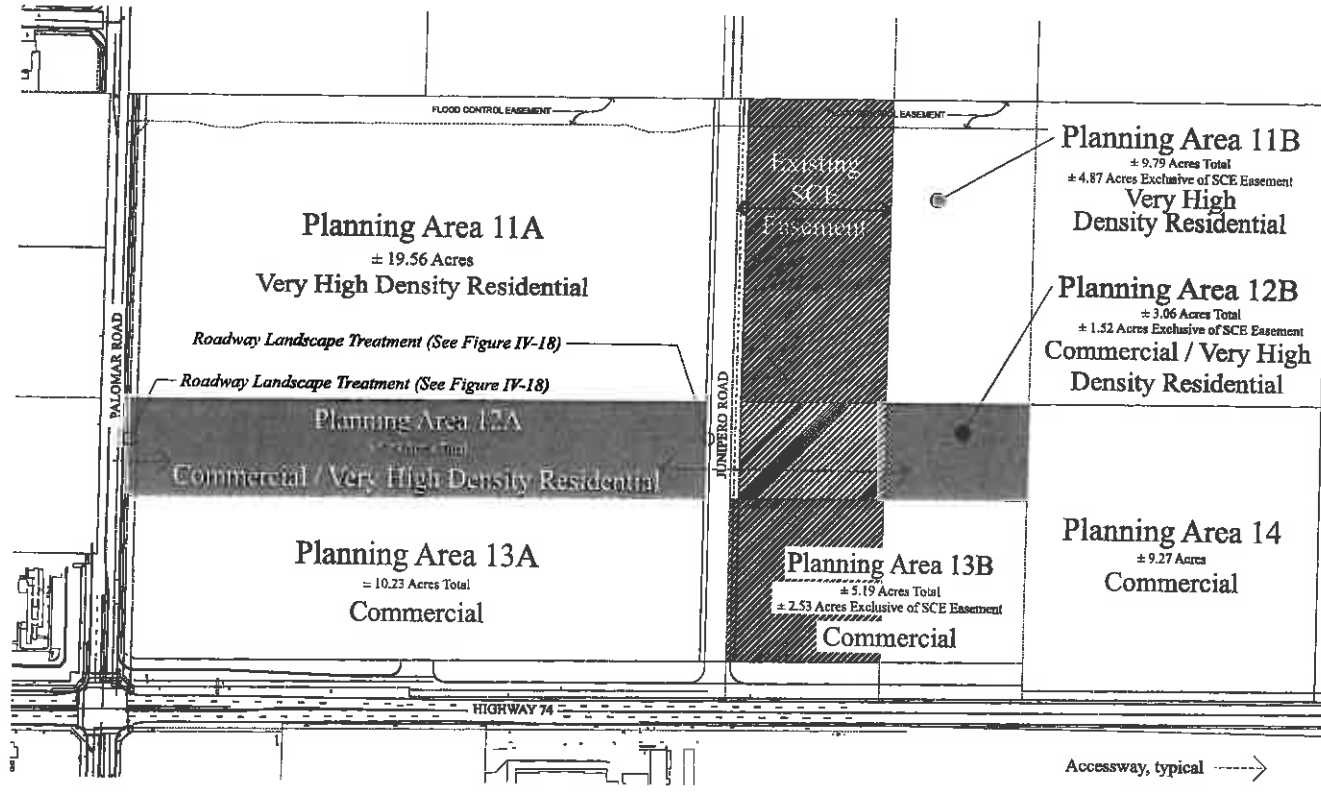 FLOOD CONTROL EASEMENT
EASEMENT
Planning Area 11B
± 9.79 Acres Total
± 4.87 Acres Exclusive of SCE Easement
Very High
Density Residential
Existing
SCE
Easement
Planning Area 11A
± 19.56 Acres
Very High Density Residential
Planning Area 12B
± 3.06 Acres Total
± 1.52 Acres Exclusive of SCE Easement
Commercial / Very High
Density Residential
PALOMAR ROAD
Roadway Landscape Treatment (See Figure IV-18)
Roadway Landscape Treatment (See Figure IV-18)
JUNIPERO ROAD
Planning Area 12A
Commercial / Very High Density Residential
Planning Area 13A
= 10.23 Acres Total
Commercial
Planning Area 13B
± 5.19 Acres Total
± 2.53 Acres Exclusive of SCE Easement
Commercial
Planning Area 14
± 9.27 Acres
Commercial
HIGHWAY 74
Accessway, typical